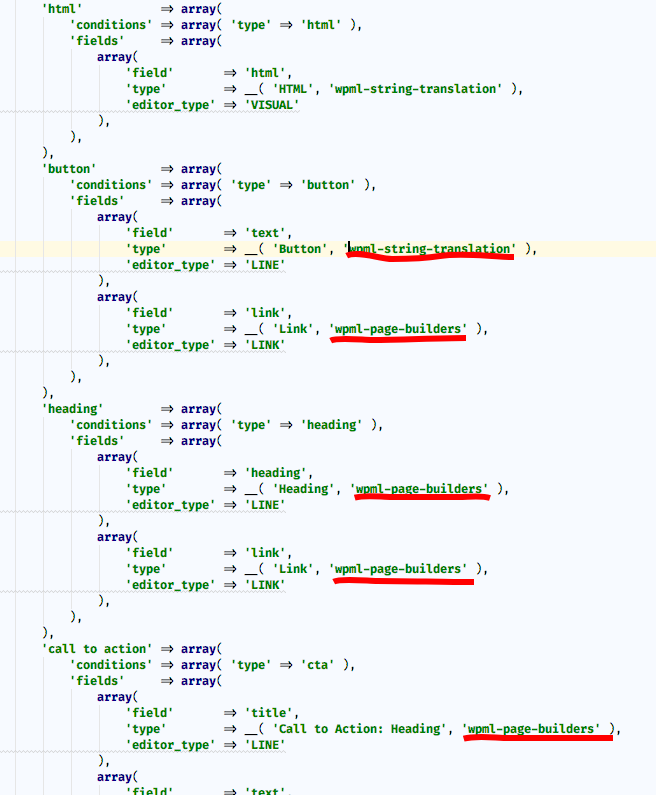 'html' => array(
'conditions' => array( 'type' => 'html' ),
'fields' => array(
array(
'field' => 'html',
'type' => __( 'HTML', 'wpml-string-translation' ),
'editor_type' => 'VISUAL'
),
),
),
'button' => array(
'conditions' => array( 'type' => 'button' ),
'fields' => array(
array(
'field' => 'text',
'type' => __( 'Button', 'wpml-string-translation' ),
'editor_type' => 'LINE'
),
array(
'field' => 'link',
'type' => __( 'Link', 'wpml-page-builders' ),
'editor_type' => 'LINK'
),
),
),
'heading' => array(
'conditions' => array( 'type' => 'heading' ),
'fields' => array(
array(
'field' => 'heading',
'type' => __( 'Heading', 'wpml-page-builders' ),
'editor_type' => 'LINE'
),
array(
'field' => 'link',
'type' => __( 'Link', 'wpml-page-builders' ),
'editor_type' => 'LINK'
),
),
),
'call to action' => array(
'conditions' => array( 'type' => 'cta' ),
'fields' => array(
array(
'field' => 'title',
'type' => __( 'Call to Action: Heading', 'wpml-page-builders' ),
'editor_type' => 'LINE'
),
array(
'field' => 'text',